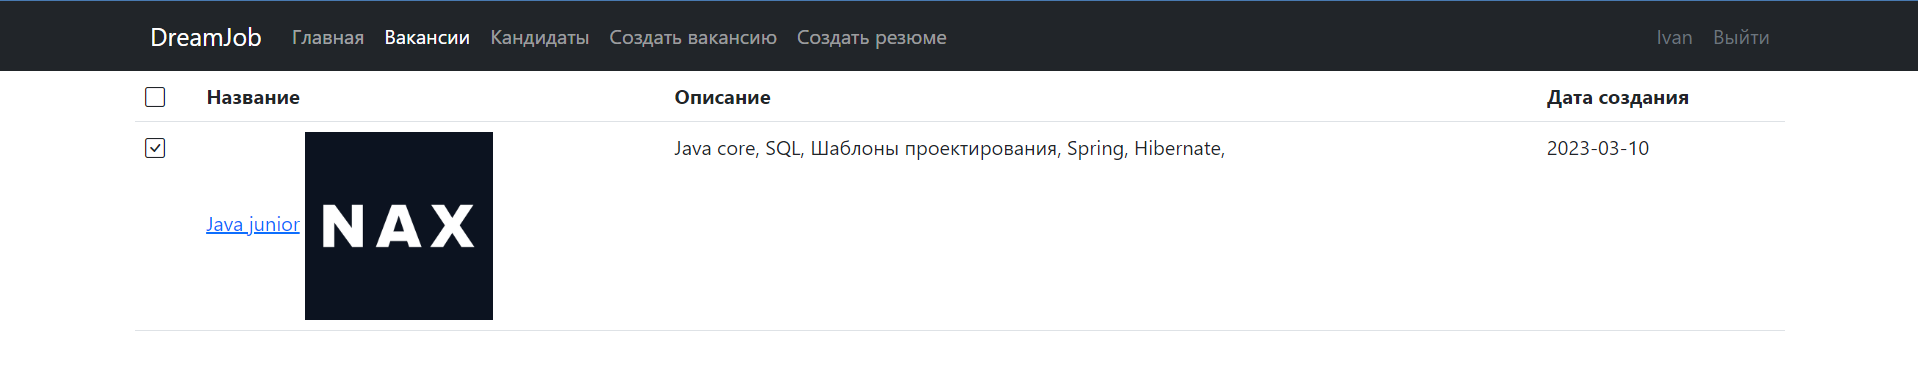 DreamJob Главная Вакансии Кандидаты Создать вакансию Создать резюме Ivan Выйти
Название Описание Дата создания
Java junior NAX Java core, SQL, Шаблоны проектирования, Spring, Hibernate, 2023-03-10